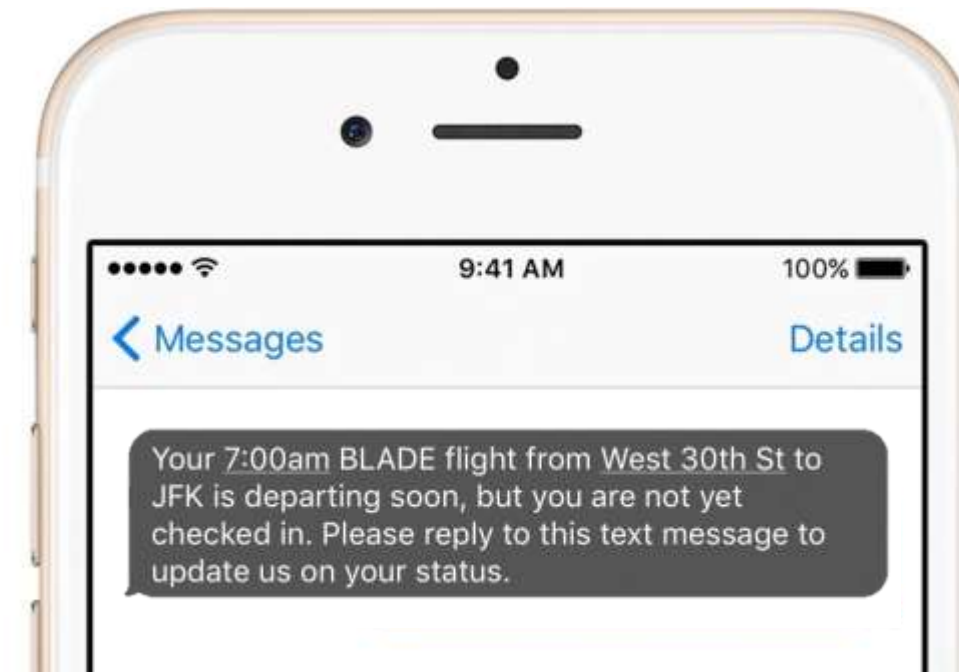 9:41 AM 100%
Messages Details
Your 7:00am BLADE flight from West 30th St to
JFK is departing soon, but you are not yet
checked in. Please reply to this text message to
update us on your status.